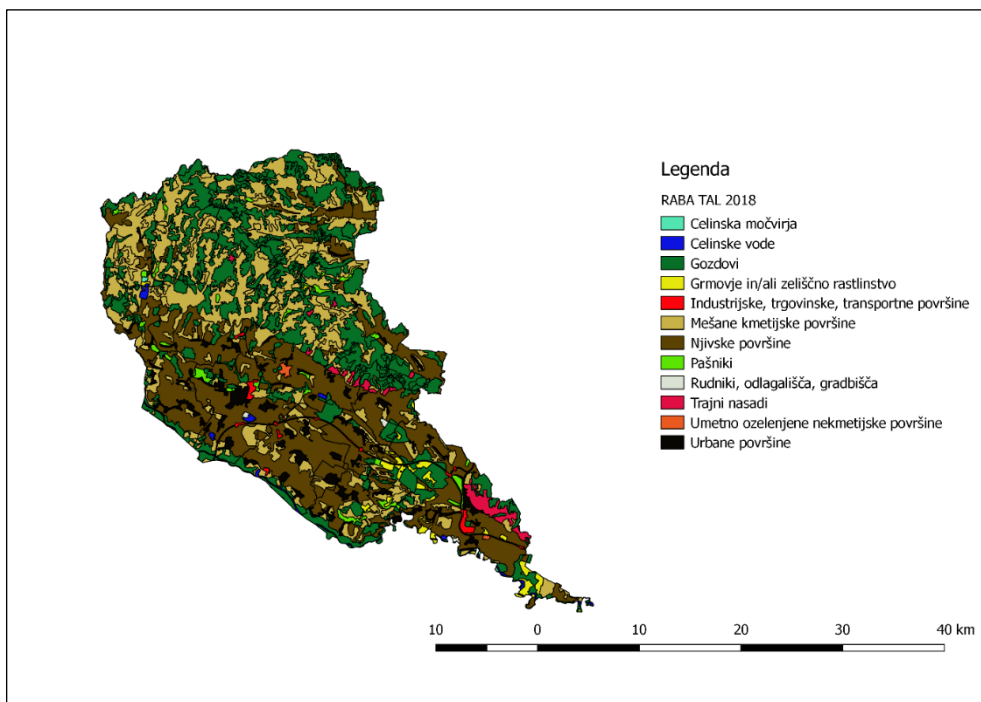 Legenda
RABA TAL 2018
Celinska močvirja
Celinske vode
Gozdovi
Grmovje in/ali zeliščno rastlinstvo
Industrijske, trgovinske, transportne površine
Mešane kmetijske površine
Njivske površine
Pašniki
Rudniki, odlagališča, gradbišča
Trajni nasadi
Umetno ozelenjene nekmetijske površine
Urbane površine
10 0 10 20 30 40 km